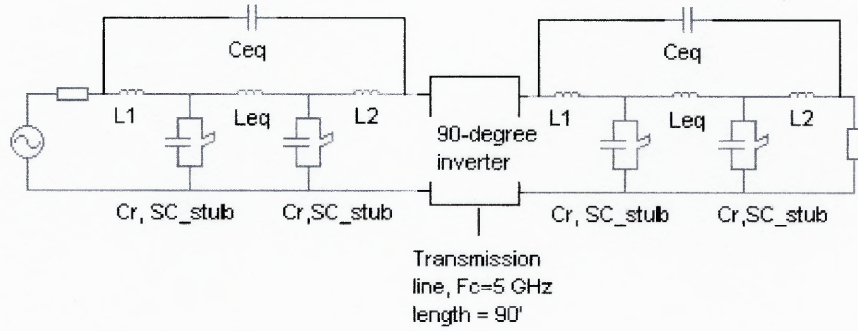 Ceq
Ceq
L1
Leq
L2
90-degree
inverter
L1
Leq
L2
Cr, SC_stub
Cr,SC_stub
Cr, SC_stub
Cr,SC_stub
Transmission
line, Fc=5 GHz
length = 90'